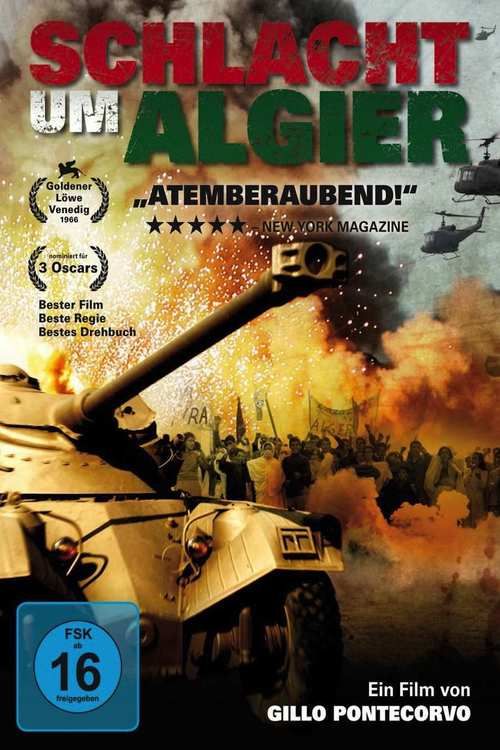 SCHLACHT
UM ALGIER
Goldener
Löwe
Venedig
1966
„ATEMBERAUBEND!“
★★★★★ – NEW YORK MAGAZINE
nominiert für
3 Oscars
Bester Film
Beste Regie
Bestes Drehbuch
FSK
ab
16
freigegeben
Ein Film von
GILLO PONTECORVO